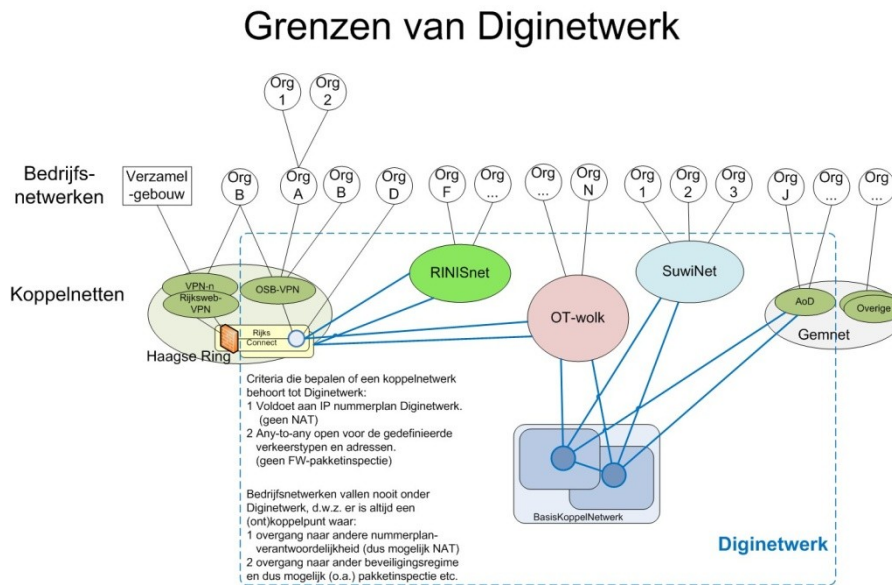 Grenzen van Diginetwerk
Org
1
Org
2
Bedrijfs-
netwerken
Verzamel
-gebouw
Org
B
Org
A
Org
B
Org
D
Org
F
Org
...
Org
...
Org
N
Org
1
Org
2
Org
3
Org
J
Org
...
Org
...
Koppelnetten
VPN-n
Rijksweb-
VPN
OSB-VPN
RINISnet
OT-wolk
SuwiNet
AoD
Overige
Gemnet
Rijks
Connect
Haagse Ring
Criteria die bepalen of een koppelnetwerk
behoort tot Diginetwerk:
1 Voldoet aan IP nummerplan Diginetwerk.
(geen NAT)
2 Any-to-any open voor de gedefinieerde
verkeerstypen en adressen.
(geen FW-pakketinspectie)
Bedrijfsnetwerken vallen nooit onder
Diginetwerk, d.w.z. er is altijd een
(ont)koppelpunt waar:
1 overgang naar andere nummerplan-
verantwoordelijkheid (dus mogelijk NAT)
2 overgang naar ander beveiligingsregime
en dus mogelijk (o.a.) pakketinspectie etc.
BasisKoppelNetwerk
Diginetwerk